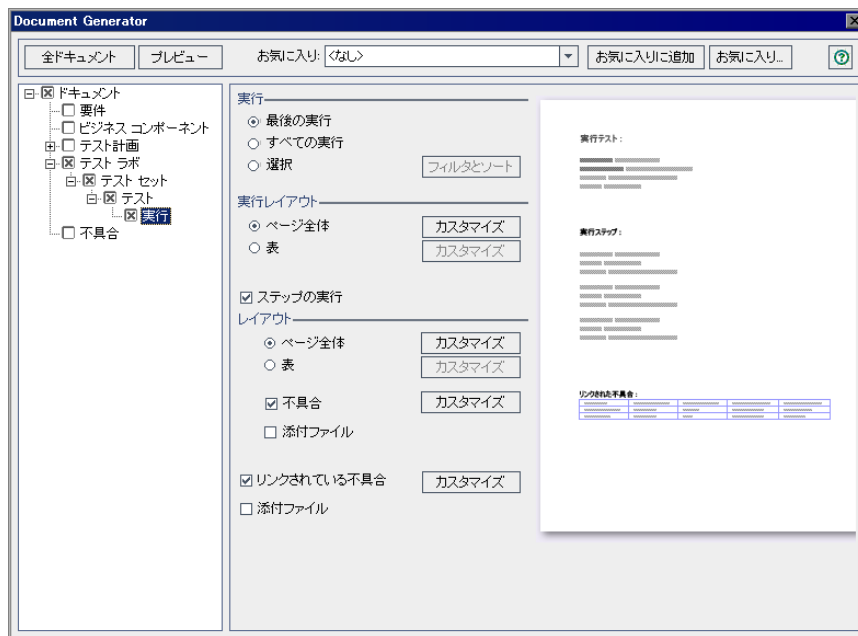 Document Generator
全ドキュメント プレビュー お気に入り: <なし> お気に入りに追加 お気に入り...
ドキュメント
要件
ビジネス コンポーネント
テスト計画
テスト ラボ
テスト セット
テスト
実行
不具合
実行
最後の実行
すべての実行
選択 フィルタとソート
実行レイアウト
ページ全体 カスタマイズ
表 カスタマイズ
ステップの実行
レイアウト
ページ全体 カスタマイズ
表 カスタマイズ
不具合 カスタマイズ
添付ファイル
リンクされている不具合 カスタマイズ
添付ファイル
実行テスト:
実行ステップ:
リンクされた不具合: